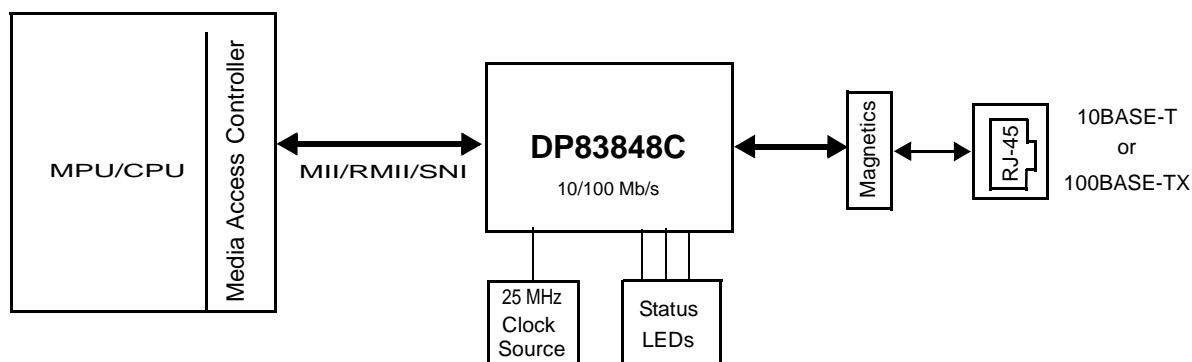 MPU/CPU
Media Access Controller
MII/RMII/SNI
DP83848C
10/100 Mb/s
25 MHz
Clock
Source
Status
LEDs
Magnetics
RJ-45
10BASE-T
or
100BASE-TX